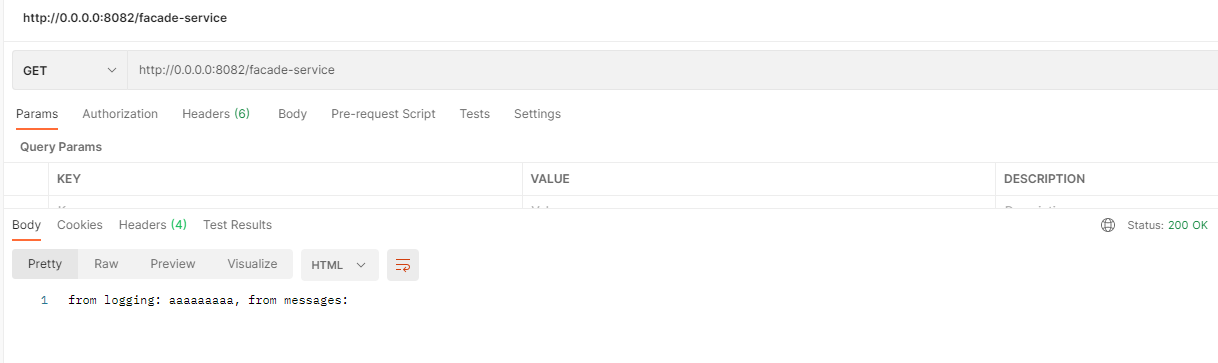 http://0.0.0.0:8082/facade-service
GET http://0.0.0.0:8082/facade-service
Params Authorization Headers (6) Body Pre-request Script Tests Settings
Query Params
KEY VALUE DESCRIPTION
Body Cookies Headers (4) Test Results Status: 200 OK
Pretty Raw Preview Visualize HTML
1 from logging: aaaaaaaaa, from messages: